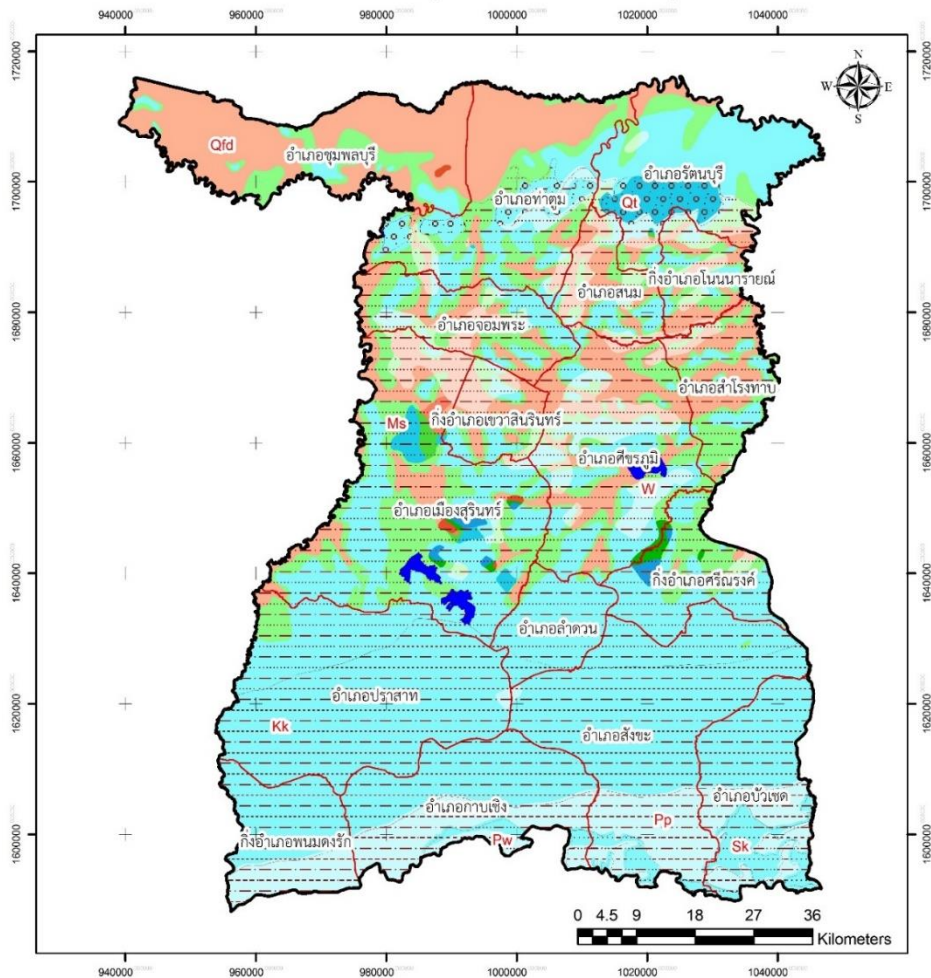 940000 960000 980000 1000000 1020000 1040000
1720000 1720000
N
W E
S
Qfd
อำเภอชุมพลบุรี
อำเภอรัตนบุรี
1700000 1700000
อำเภอท่าตูม
Qt
กิ่งอำเภอโนนนารายณ์
อำเภอสนม
1680000 1680000
อำเภอจอมพระ
อำเภอสำโรงทาบ
Ms
กิ่งอำเภอเขวาสินรินทร์
1660000 1660000
อำเภอศีขรภูมิ
W
อำเภอเมืองสุรินทร์
1640000 1640000
กิ่งอำเภอศรีณรงค์
อำเภอลำดวน
อำเภอปราสาท
1620000 1620000
Kk
อำเภอสังขะ
อำเภอบัวเชด
อำเภอกาบเชิง
Pp
1600000 1600000
กิ่งอำเภอพนมดงรัก
Pw
Sk
0 4.5 9 18 27 36
Kilometers
940000 960000 980000 1000000 1020000 1040000